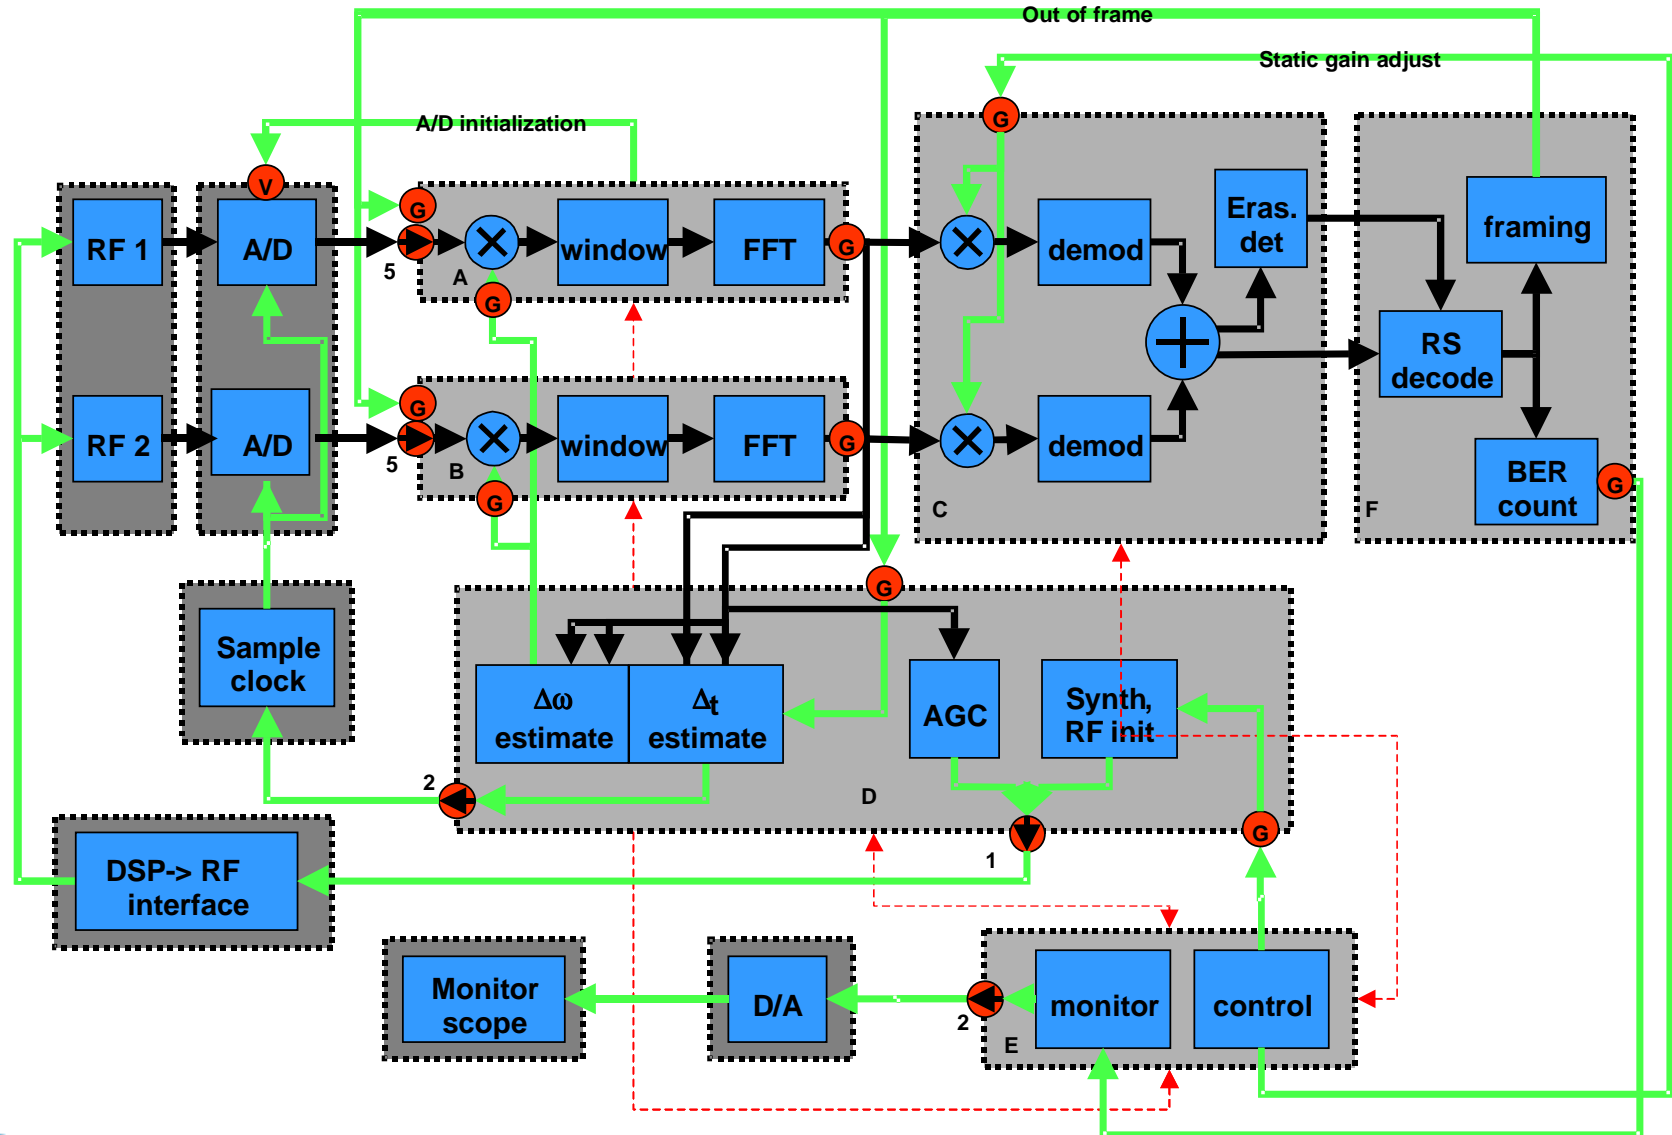 Out of frame
Static gain adjust
G
A/D initialization
V
G
RF 1
A/D
5
A
window
FFT
G
G
demod
Eras.
det
framing
RS
decode
G
RF 2
A/D
5
B
window
FFT
G
G
demod
C
BER
count
G
F
G
Sample
clock
Δω
estimate
Δt
estimate
AGC
Synth,
RF init
2
D
G
1
DSP-> RF
interface
Monitor
scope
D/A
2
monitor
control
E